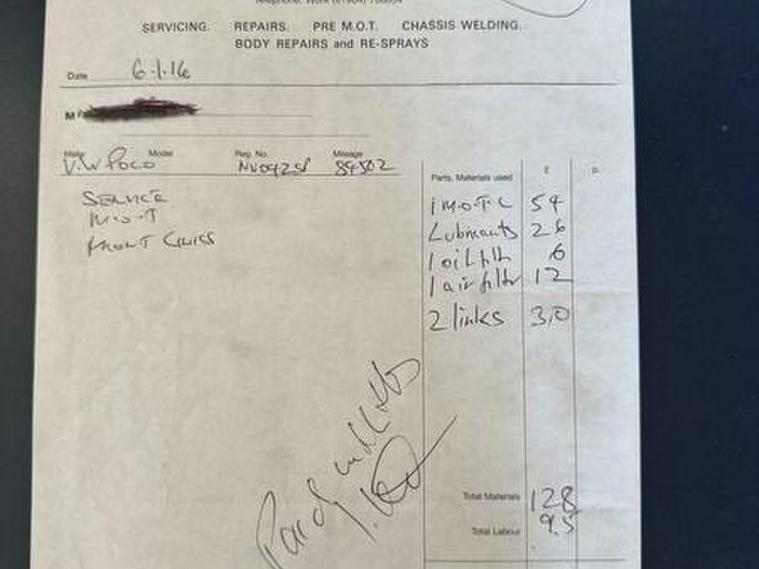 SERVICING. REPAIRS. PRE M.O.T. CHASSIS WELDING.
BODY REPAIRS and RE-SPRAYS
Date 6.1.16
M
Make Model Reg. No. Mileage
V.W POLO 84502
SERVICE
M.O.T
FRONT LINKS
Parts, Materials used £ p.
1 M.O.T. C 54
Lubricants 26
1 oil filt 6
1 air filter 12
2 links 30
Total Materials 128
Total Labour 95